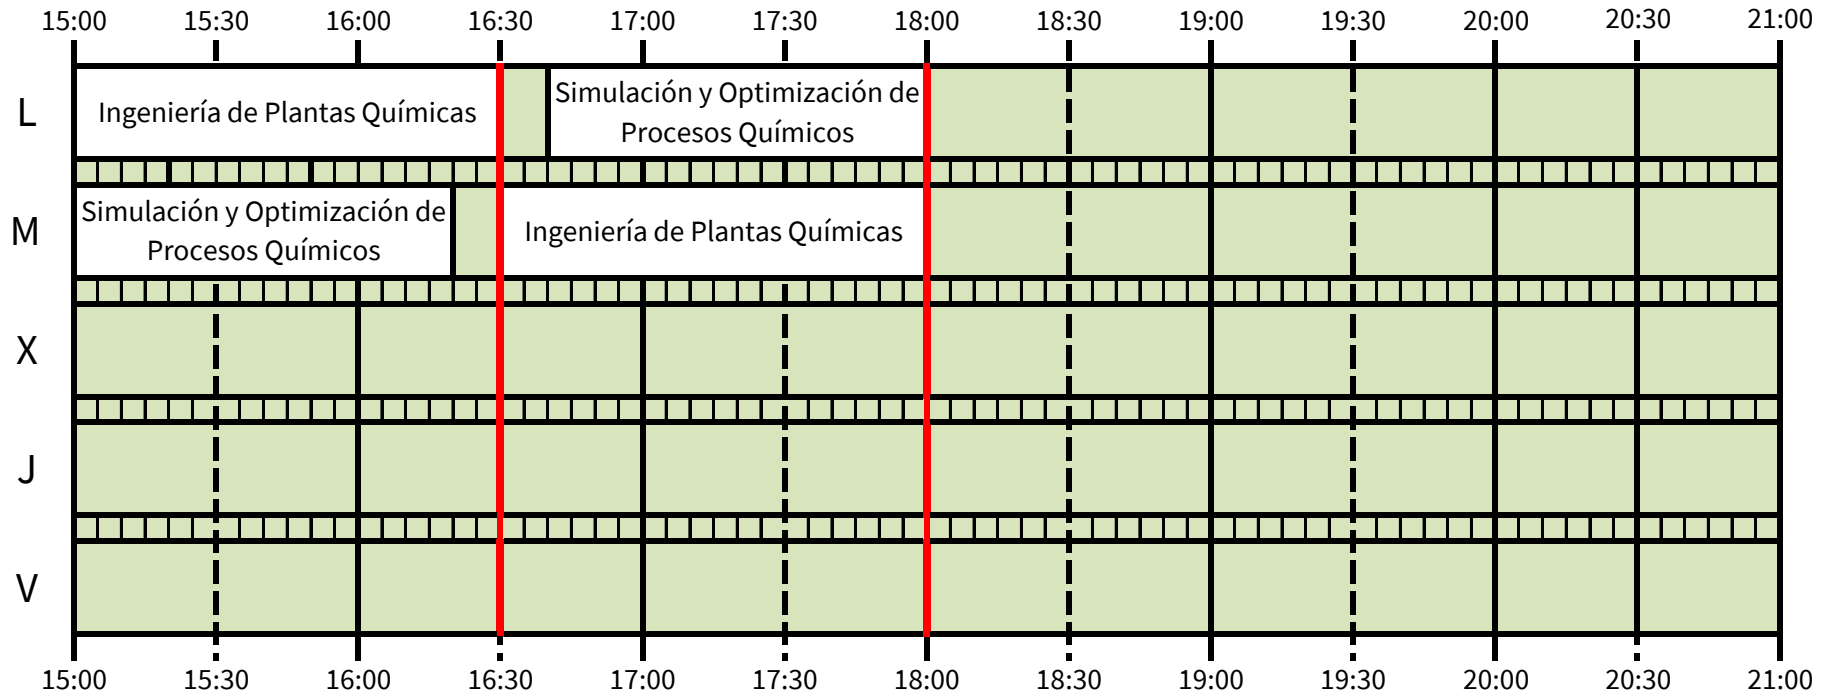 15:00 15:30 16:00 16:30 17:00 17:30 18:00 18:30 19:00 19:30 20:00 20:30 21:00
L
Ingeniería de Plantas Químicas
Simulación y Optimización de
Procesos Químicos
M
Simulación y Optimización de
Procesos Químicos
Ingeniería de Plantas Químicas
X
J
V
15:00 15:30 16:00 16:30 17:00 17:30 18:00 18:30 19:00 19:30 20:00 20:30 21:00